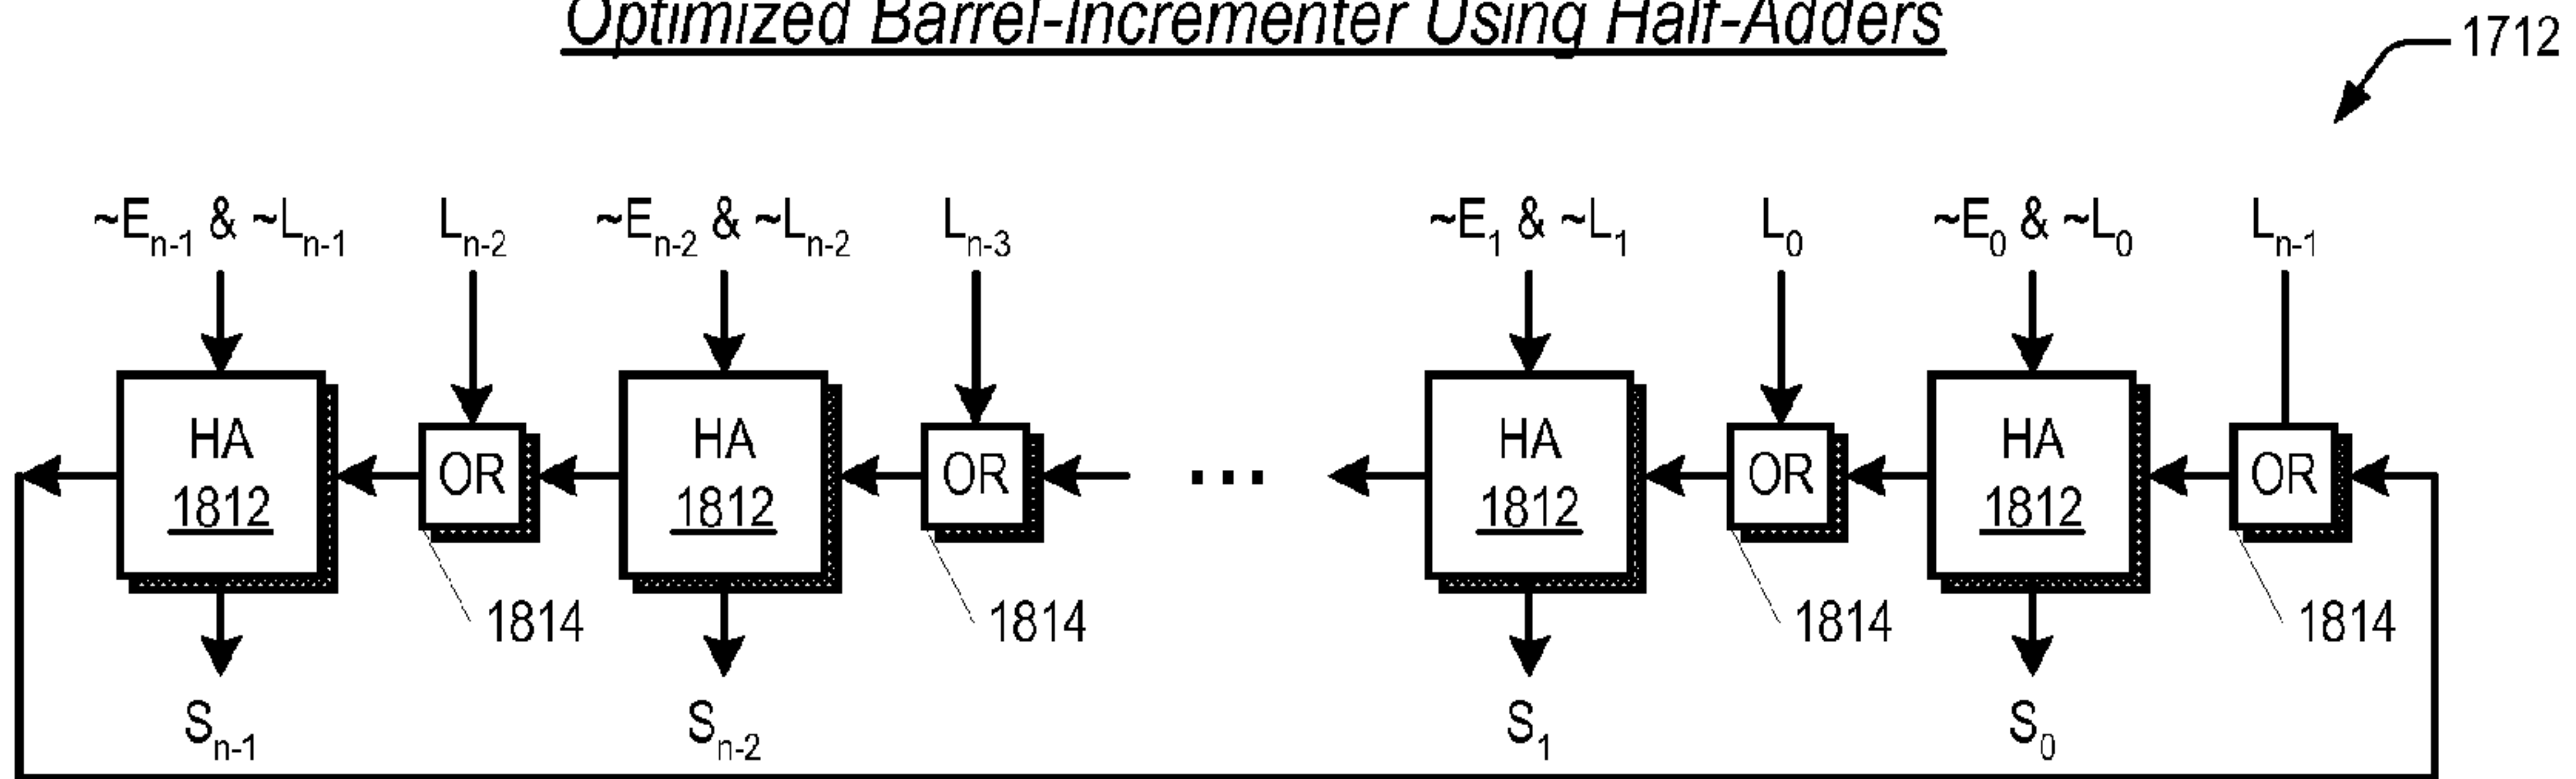 Optimized Barrel-Incrementer Using Half-Adders
1712
~En-1 & ~Ln-1 Ln-2 ~En-2 & ~Ln-2 Ln-3 ~E1 & ~L1 L0 ~E0 & ~L0 Ln-1
HA OR HA OR ... HA OR HA OR
1812 1812 1812 1812
1814 1814 1814 1814
Sn-1 Sn-2 S1 S0